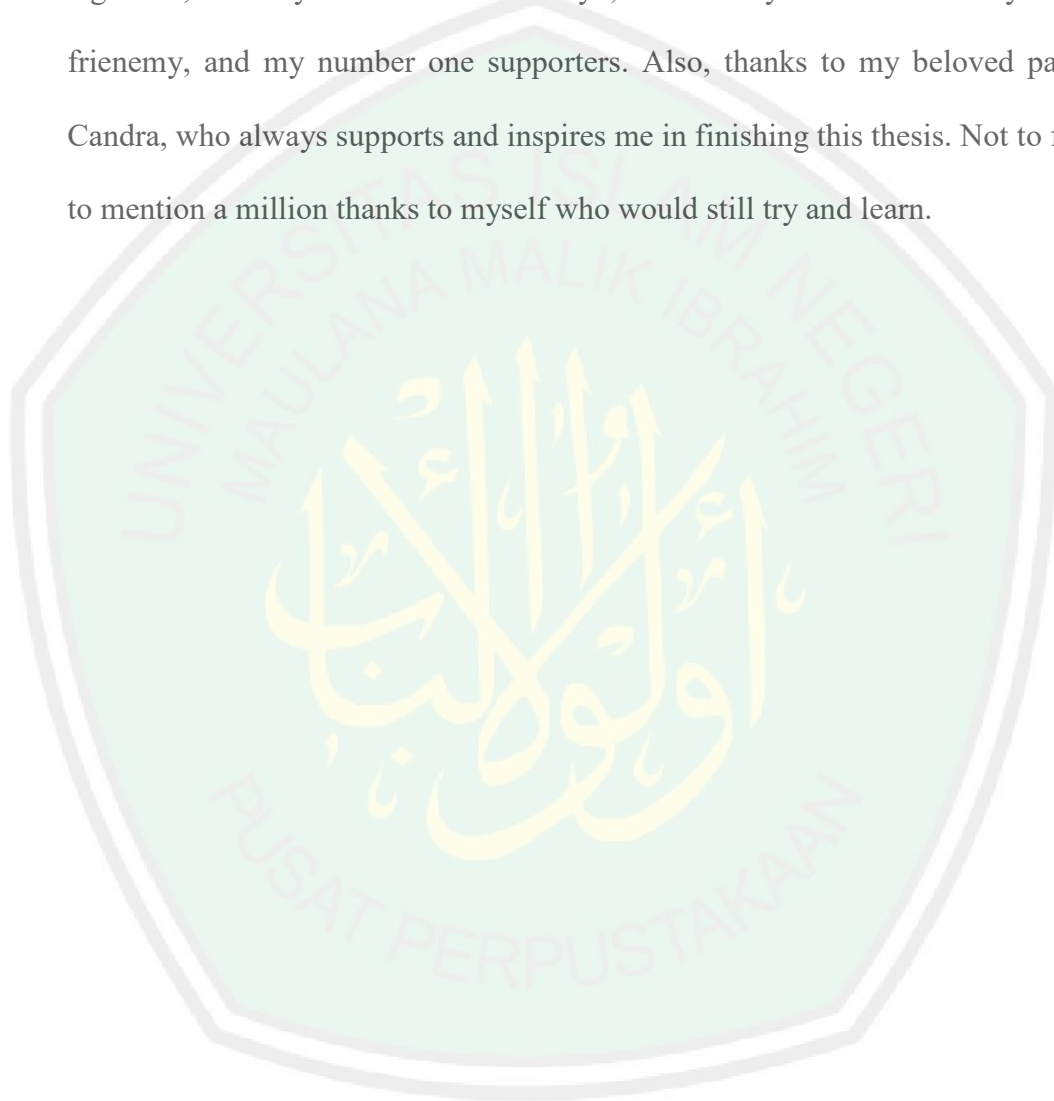 frienemy, and my number one supporters. Also, thanks to my beloved
Candra, who always supports and inspires me in finishing this thesis. Not to
to mention a million thanks to myself who would still try and learn.
UNIVERSITAS ISLAM NEGERI
MAULANA MALIK IBRAHIM
أولوا الألباب
PUSAT PERPUSTAKAAN